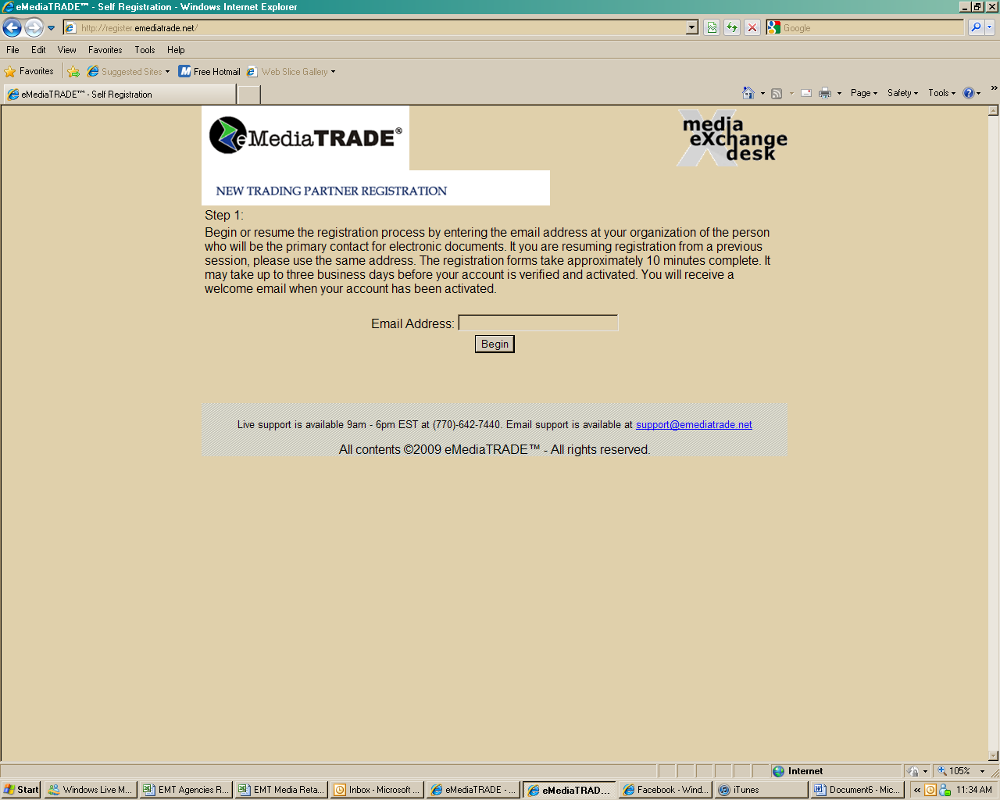 eMediaTRADE™ - Self Registration - Windows Internet Explorer
http://register.emediatrade.net/
Google
File Edit View Favorites Tools Help
Favorites Suggested Sites Free Hotmail Web Slice Gallery
eMediaTRADE™ - Self Registration
Page Safety Tools
eMediaTRADE®
media
eXchange
desk
NEW TRADING PARTNER REGISTRATION
Step 1:
Begin or resume the registration process by entering the email address at your organization of the person
who will be the primary contact for electronic documents. It you are resuming registration from a previous
session, please use the same address. The registration forms take approximately 10 minutes complete. It
may take up to three business days before your account is verified and activated. You will receive a
welcome email when your account has been activated.
Email Address:
Begin
Live support is available 9am - 6pm EST at (770)-642-7440. Email support is available at support@emediatrade.net
All contents ©2009 eMediaTRADE™ - All rights reserved.
Internet 105%
Start Windows Live M... EMT Agencies R... EMT Media Reta... Inbox - Microsoft ... eMediaTRADE - ... eMediaTRAD... Facebook - Wind... iTunes Document6 - Mic... « 11:34 AM